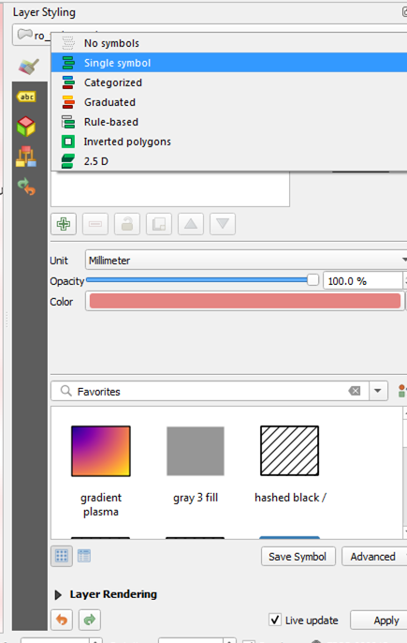 Layer Styling
ro_
No symbols
Single symbol
Categorized
abc
Graduated
Rule-based
Inverted polygons
2.5 D
Unit Millimeter
Opacity 100.0 %
Color
Favorites
gradient plasma
gray 3 fill
hashed black /
Save Symbol Advanced
Layer Rendering
Live update Apply